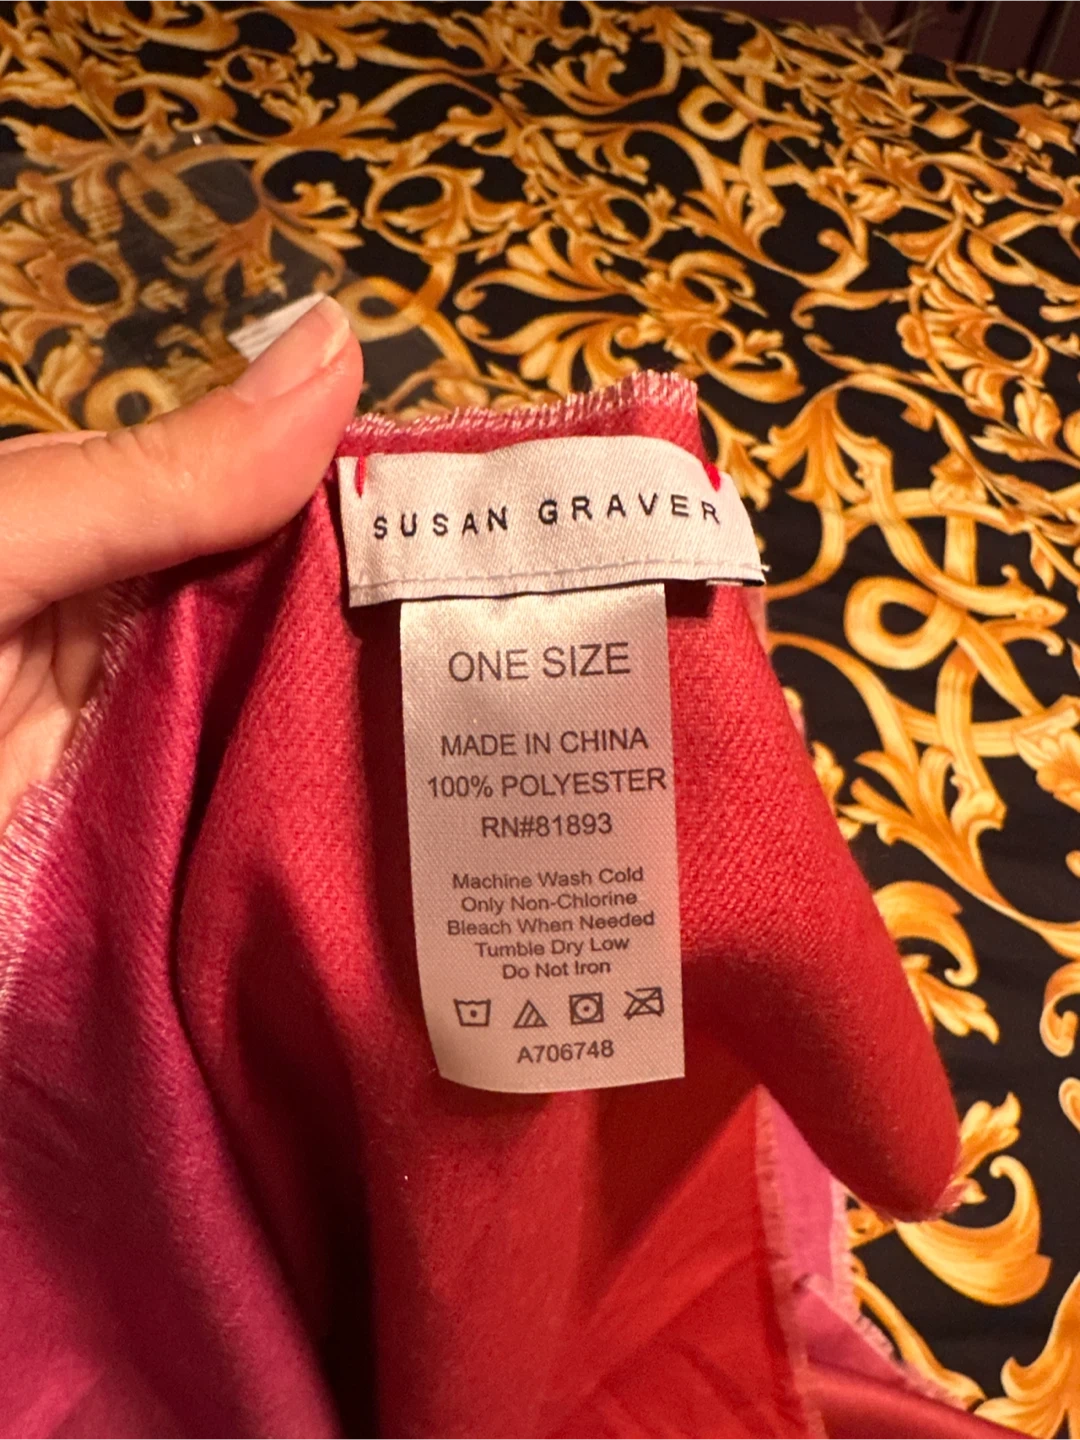 SUSAN GRAVER
ONE SIZE
MADE IN CHINA
100% POLYESTER
RN#81893
Machine Wash Cold
Only Non-Chlorine
Bleach When Needed
Tumble Dry Low
Do Not Iron
A706748